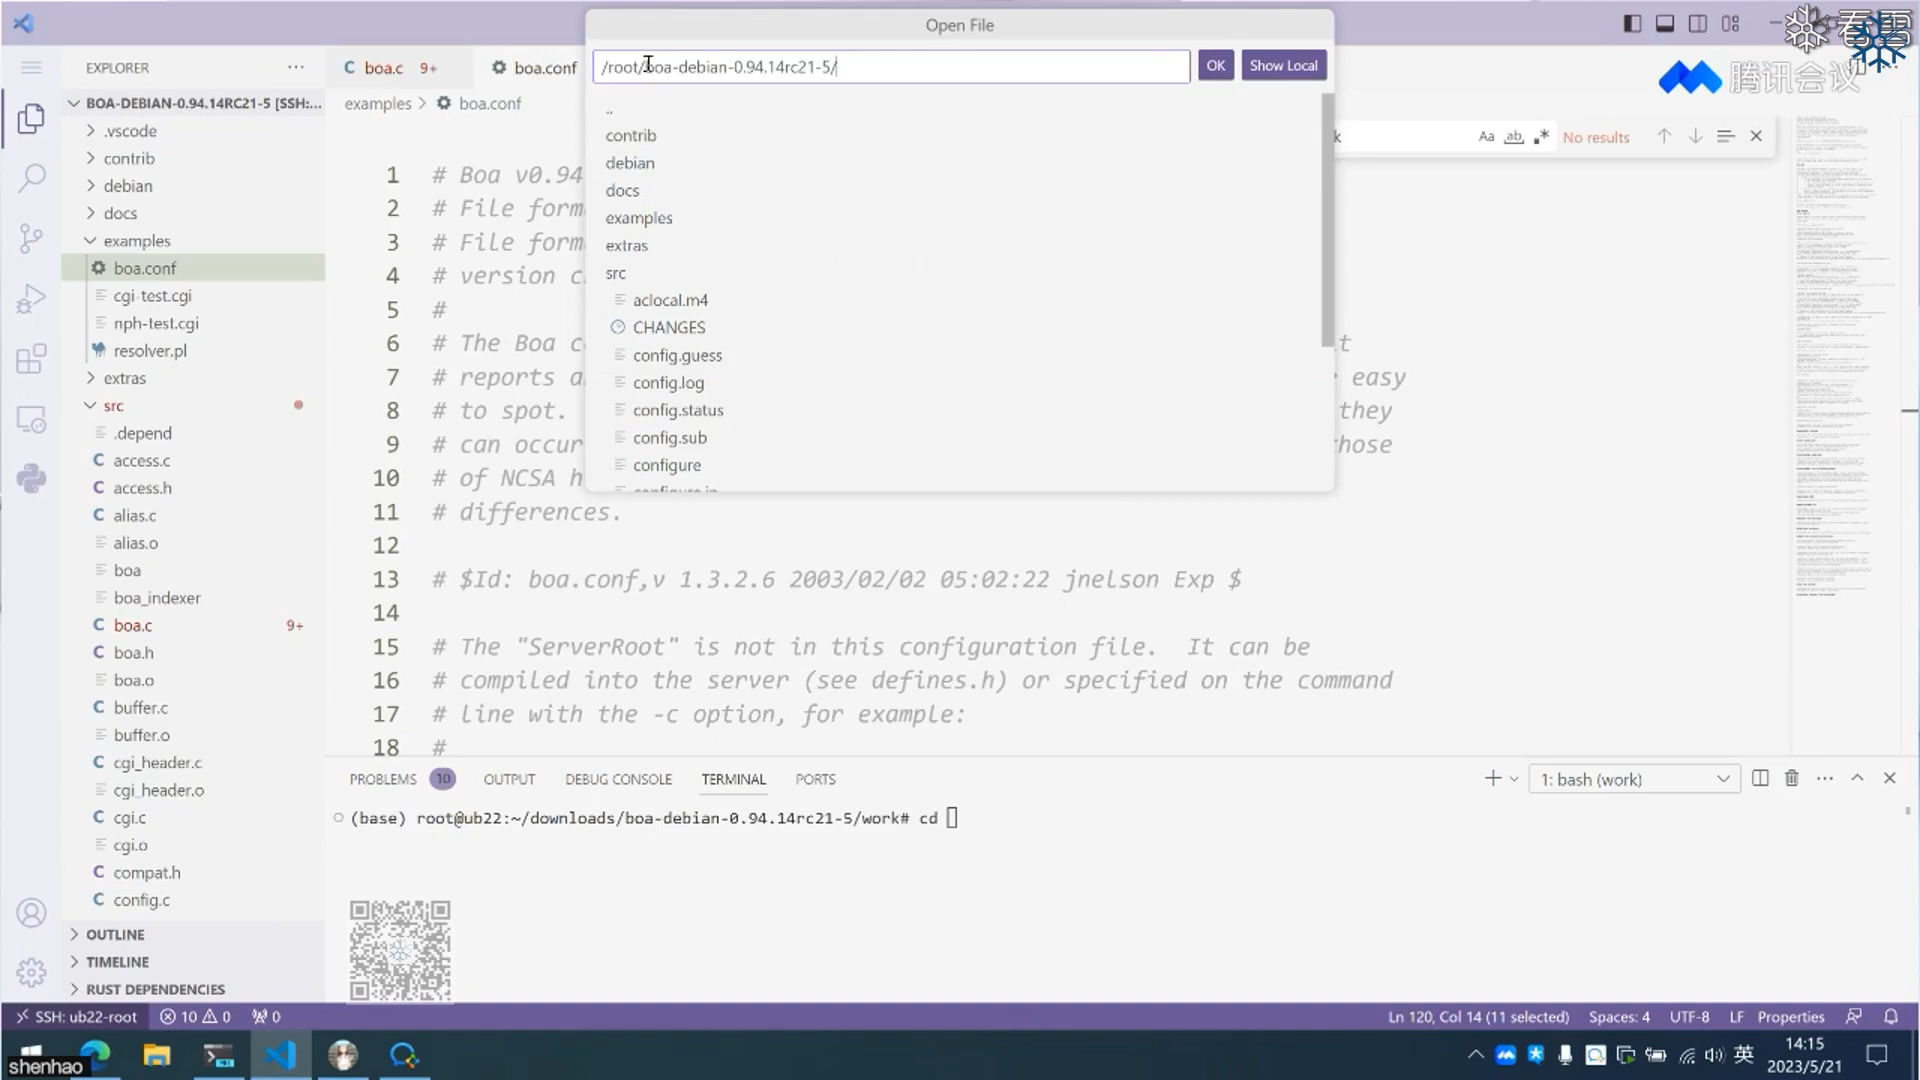 Open File
看雪
腾讯会议
EXPLORER
boa.c 9+
boa.conf
/root/boa-debian-0.94.14rc21-5/
OK
Show Local
BOA-DEBIAN-0.94.14RC21-5 [SSH:...
examples > boa.conf
..
contrib
debian
docs
examples
extras
src
aclocal.m4
CHANGES
config.guess
config.log
config.status
config.sub
configure
configure.in
k
Aa
ab
No results
.vscode
contrib
debian
docs
examples
boa.conf
cgi-test.cgi
nph-test.cgi
resolver.pl
extras
src
.depend
access.c
access.h
alias.c
alias.o
boa
boa_indexer
boa.c 9+
boa.h
boa.o
buffer.c
buffer.o
cgi_header.c
cgi_header.o
cgi.c
cgi.o
compat.h
config.c
OUTLINE
TIMELINE
RUST DEPENDENCIES
1 # Boa v0.94
2 # File form
3 # File form
4 # version c
5 #
6 # The Boa c t
7 # reports a easy
8 # to spot. they
9 # can occur hose
10 # of NCSA h
11 # differences.
12
13 # $Id: boa.conf,v 1.3.2.6 2003/02/02 05:02:22 jnelson Exp $
14
15 # The "ServerRoot" is not in this configuration file.  It can be
16 # compiled into the server (see defines.h) or specified on the command
17 # line with the -c option, for example:
18 #
PROBLEMS 10 OUTPUT DEBUG CONSOLE TERMINAL PORTS
1: bash (work)
(base) root@ub22:~/downloads/boa-debian-0.94.14rc21-5/work# cd
SSH: ub22-root 10 0 0
Ln 120, Col 14 (11 selected) Spaces: 4 UTF-8 LF Properties
shenhao
英
14:15
2023/5/21